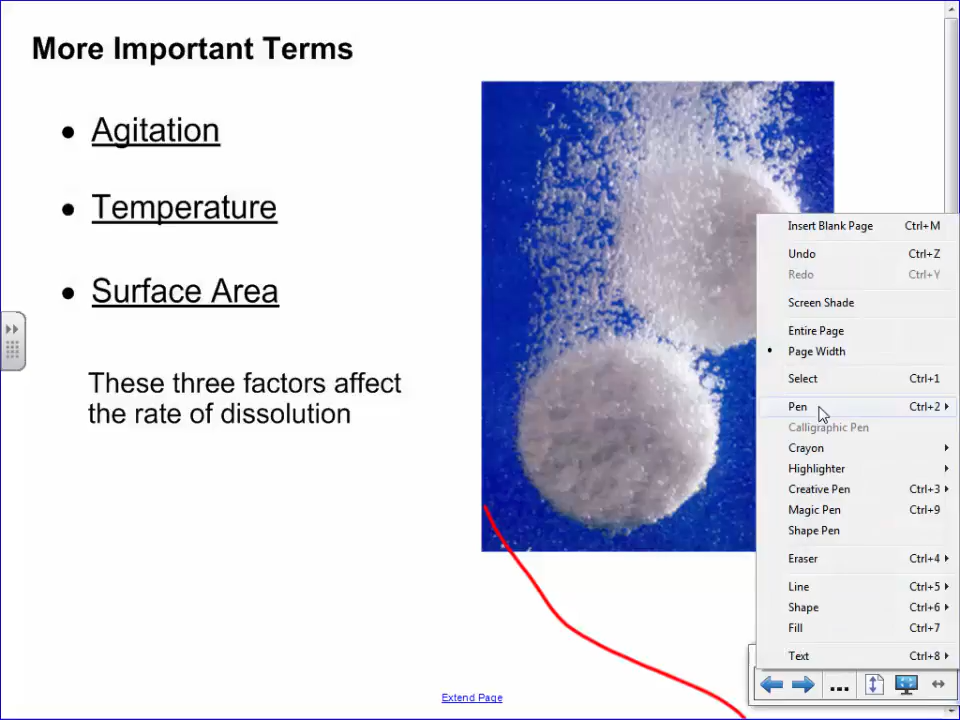 More Important Terms
• Agitation
• Temperature
• Surface Area
These three factors affect
the rate of dissolution
Insert Blank Page Ctrl+M
Undo Ctrl+Z
Redo Ctrl+Y
Screen Shade
Entire Page
• Page Width
Select Ctrl+1
Pen Ctrl+2
Calligraphic Pen
Crayon
Highlighter
Creative Pen Ctrl+3
Magic Pen Ctrl+9
Shape Pen
Eraser Ctrl+4
Line Ctrl+5
Shape Ctrl+6
Fill Ctrl+7
Text Ctrl+8
...
Extend Page